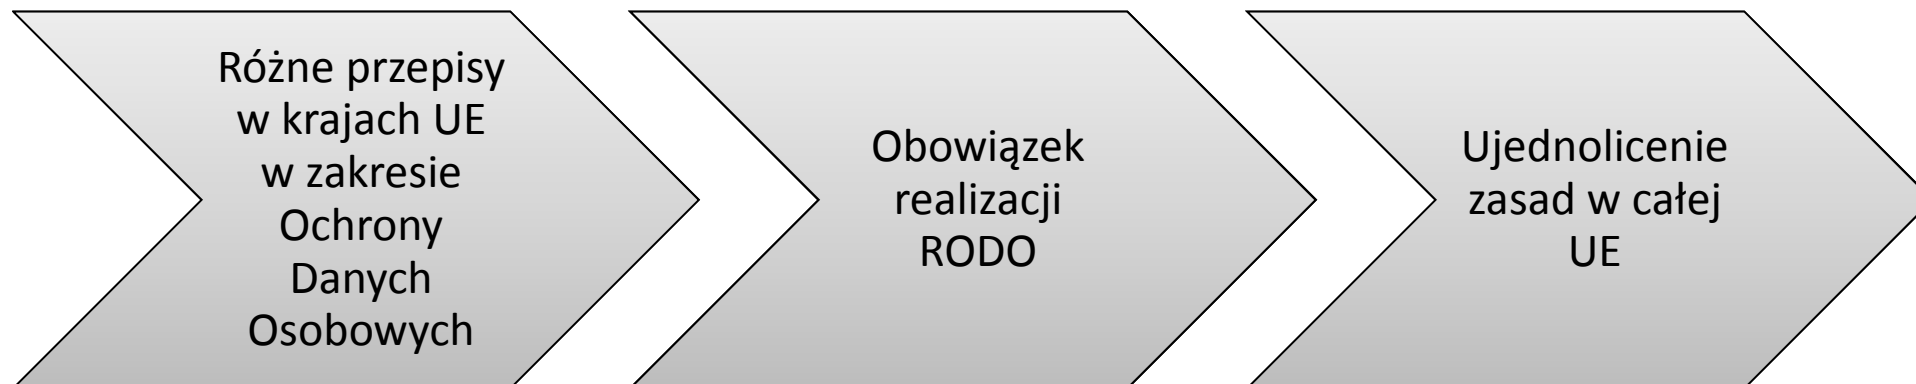 Różne przepisy
w krajach UE
w zakresie
Ochrony
Danych
Osobowych
Obowiązek
realizacji
RODO
Ujednolicenie
zasad w całej
UE